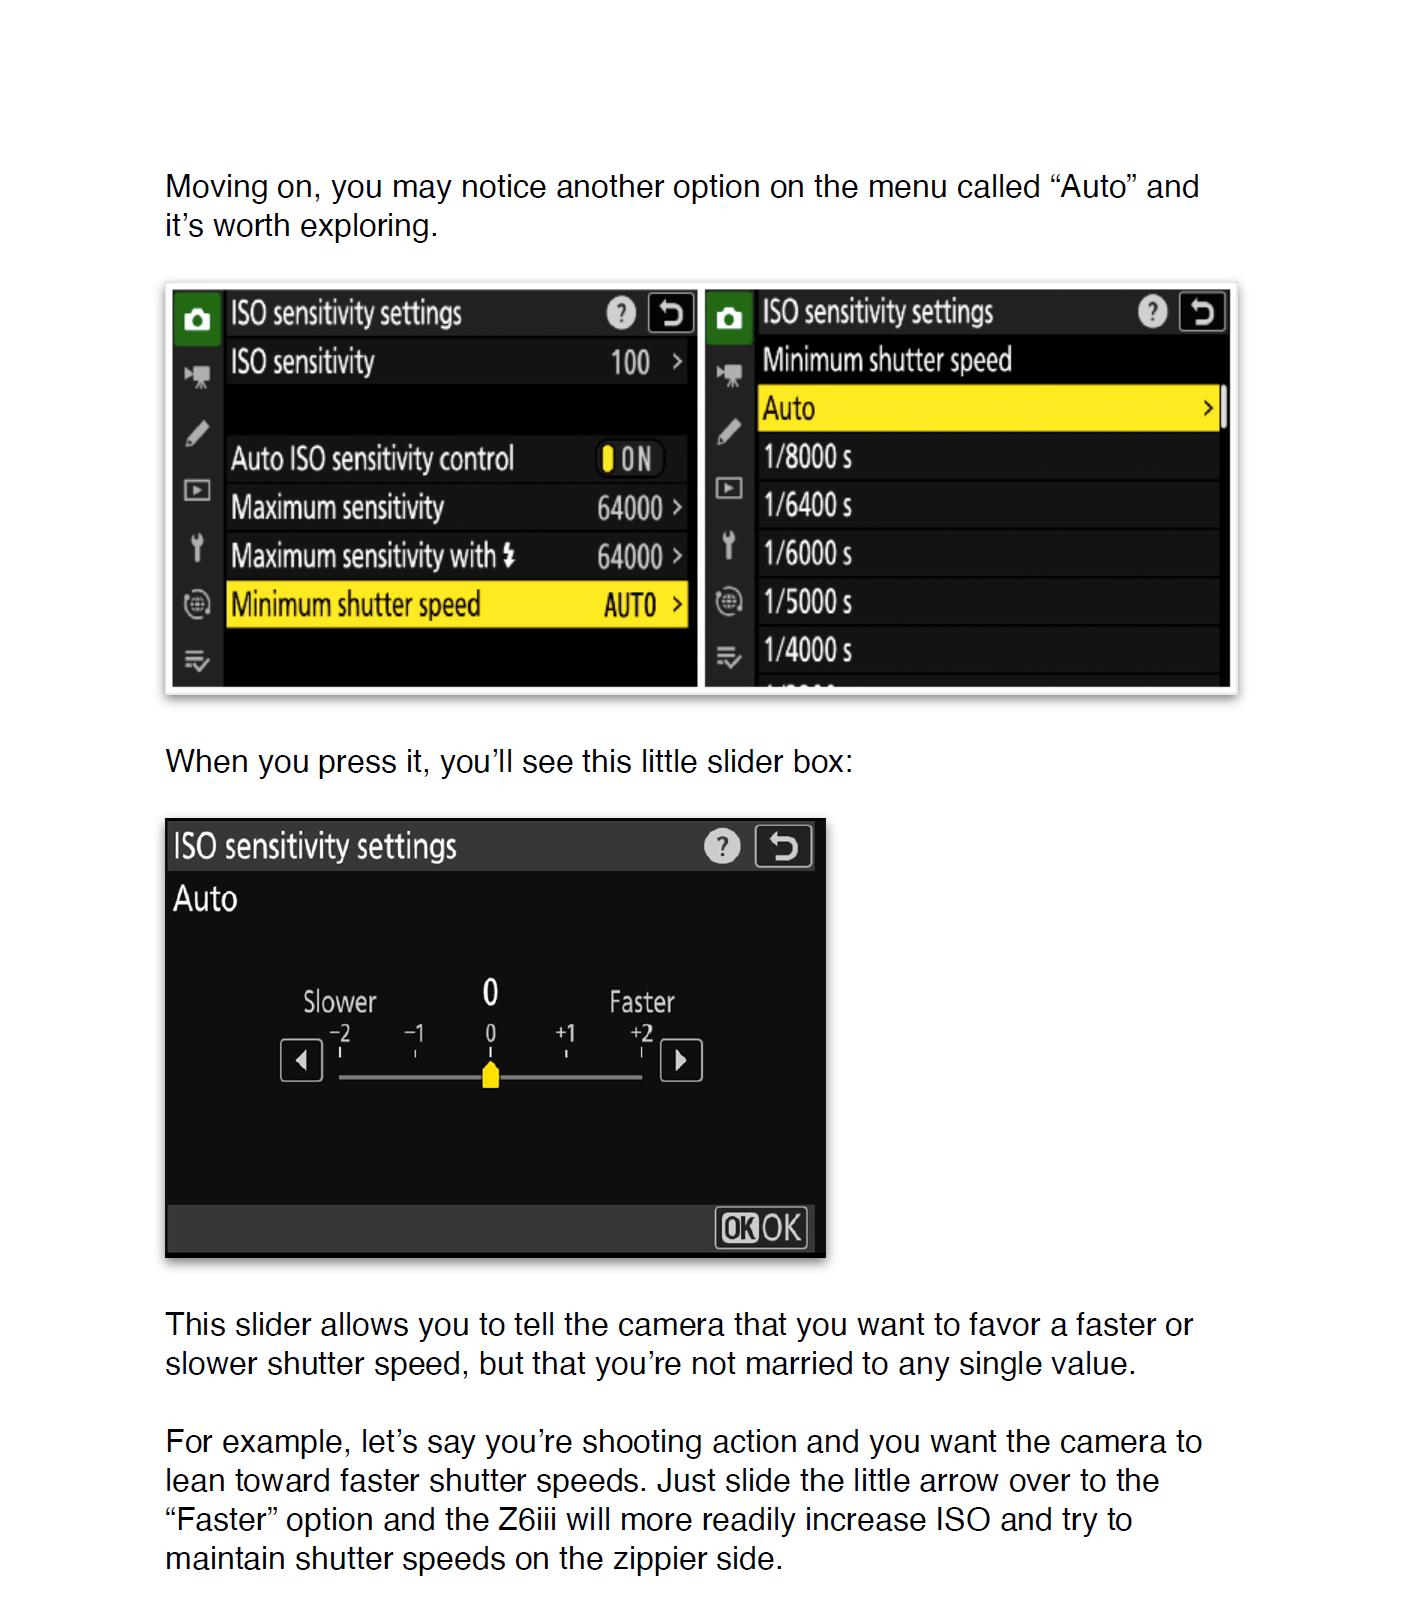 Moving on, you may notice another option on the menu called “Auto” and
it’s worth exploring.
ISO sensitivity settings ?
ISO sensitivity 100 >
Auto ISO sensitivity control ON
Maximum sensitivity 64000 >
Maximum sensitivity with 64000 >
Minimum shutter speed AUTO >
ISO sensitivity settings ?
Minimum shutter speed
Auto >
1/8000 s
1/6400 s
1/6000 s
1/5000 s
1/4000 s
When you press it, you’ll see this little slider box:
ISO sensitivity settings ?
Auto
0
Slower Faster
−2 −1 0 +1 +2
OK OK
This slider allows you to tell the camera that you want to favor a faster or
slower shutter speed, but that you’re not married to any single value.
For example, let’s say you’re shooting action and you want the camera to
lean toward faster shutter speeds. Just slide the little arrow over to the
“Faster” option and the Z6iii will more readily increase ISO and try to
maintain shutter speeds on the zippier side.